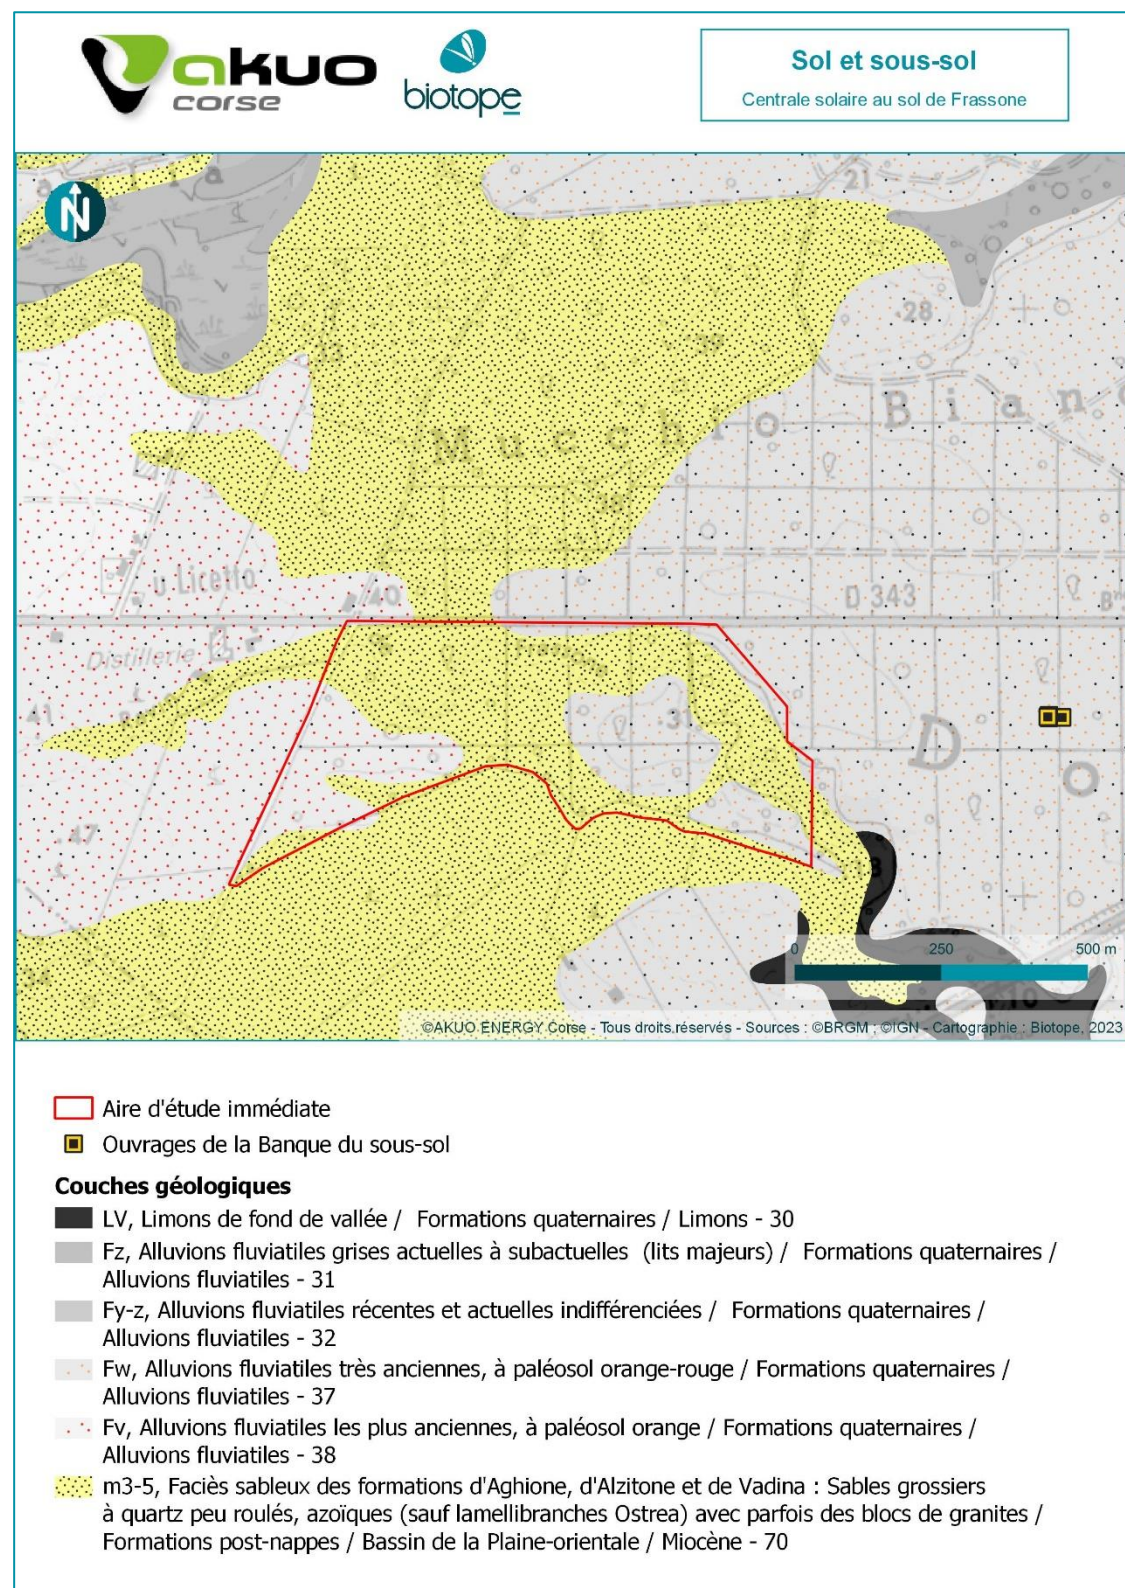 akuo
corse
biotope
Sol et sous-sol
Centrale solaire au sol de Frassone
N
21
28
Mucchio Bianc
u Licetto
40
D 343
Distillerie
41
31
D
O
47
18
0 250 500 m
10
©AKUO ENERGY Corse - Tous droits réservés - Sources : ©BRGM ; ©IGN - Cartographie : Biotope, 2023
Aire d'étude immédiate
Ouvrages de la Banque du sous-sol
Couches géologiques
LV, Limons de fond de vallée / Formations quaternaires / Limons - 30
Fz, Alluvions fluviatiles grises actuelles à subactuelles (lits majeurs) / Formations quaternaires /
Alluvions fluviatiles - 31
Fy-z, Alluvions fluviatiles récentes et actuelles indifférenciées / Formations quaternaires /
Alluvions fluviatiles - 32
Fw, Alluvions fluviatiles très anciennes, à paléosol orange-rouge / Formations quaternaires /
Alluvions fluviatiles - 37
Fv, Alluvions fluviatiles les plus anciennes, à paléosol orange / Formations quaternaires /
Alluvions fluviatiles - 38
m3-5, Faciès sableux des formations d'Aghione, d'Alzitone et de Vadina : Sables grossiers
à quartz peu roulés, azoïques (sauf lamellibranches Ostrea) avec parfois des blocs de granites /
Formations post-nappes / Bassin de la Plaine-orientale / Miocène - 70